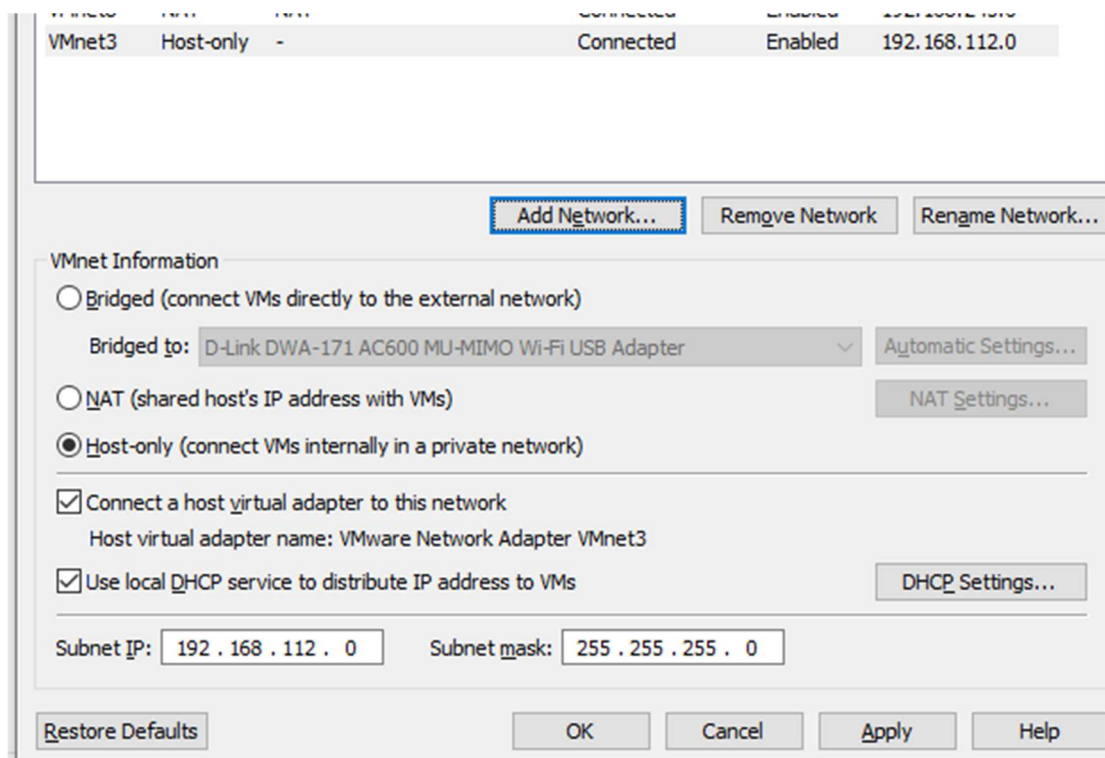 NAT NAT Connected Enabled
VMnet3 Host-only - Connected Enabled 192.168.112.0
Add Network... Remove Network Rename Network...
VMnet Information
Bridged (connect VMs directly to the external network)
Bridged to: D-Link DWA-171 AC600 MU-MIMO Wi-Fi USB Adapter Automatic Settings...
NAT (shared host's IP address with VMs) NAT Settings...
Host-only (connect VMs internally in a private network)
Connect a host virtual adapter to this network
Host virtual adapter name: VMware Network Adapter VMnet3
Use local DHCP service to distribute IP address to VMs DHCP Settings...
Subnet IP: 192 . 168 . 112 . 0 Subnet mask: 255 . 255 . 255 . 0
Restore Defaults OK Cancel Apply Help